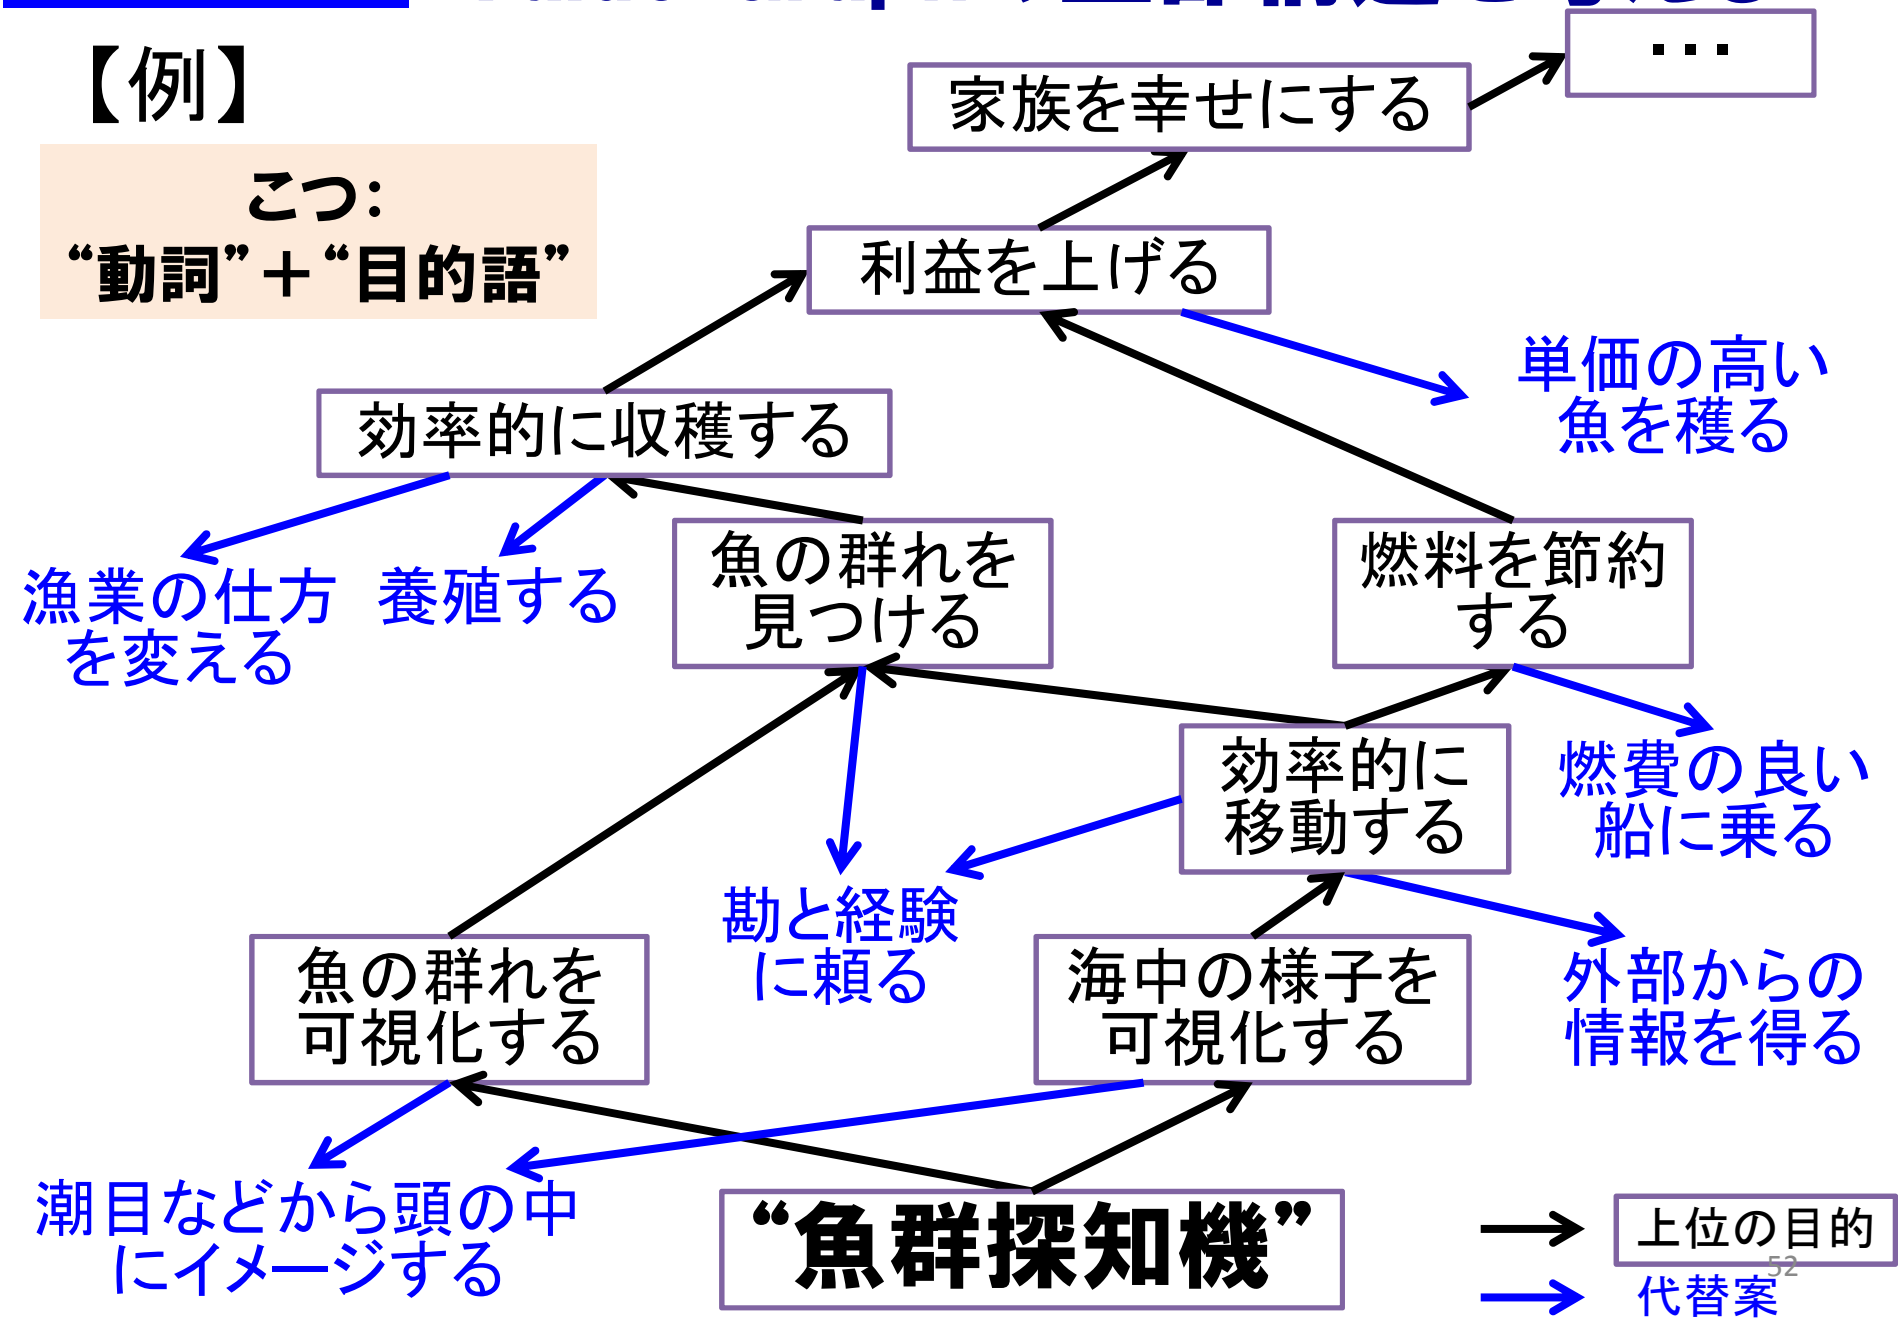 【例】
・・・
家族を幸せにする
こつ：
“動詞”＋“目的語”
利益を上げる
単価の高い
魚を穫る
効率的に収穫する
漁業の仕方
を変える
養殖する
魚の群れを
見つける
燃料を節約
する
効率的に
移動する
燃費の良い
船に乗る
勘と経験
に頼る
魚の群れを
可視化する
海中の様子を
可視化する
外部からの
情報を得る
潮目などから頭の中
にイメージする
“魚群探知機”
上位の目的
52
代替案